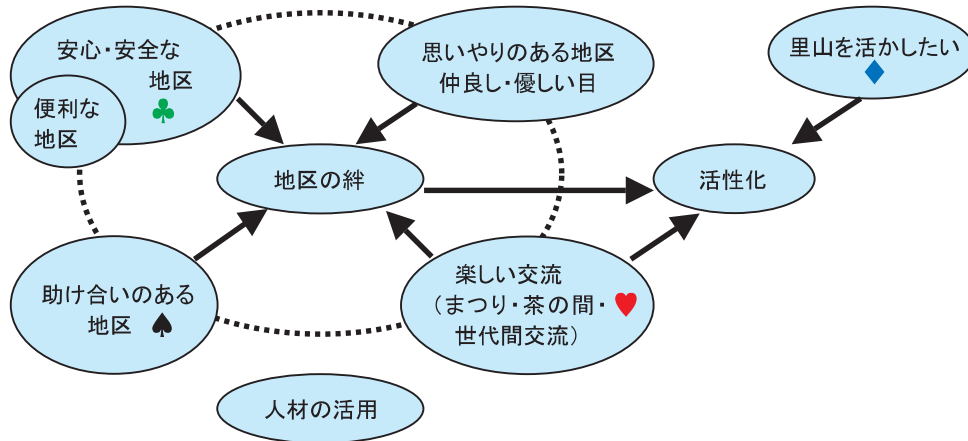 安心・安全な
地区
便利な
地区
思いやりのある地区
仲良し・優しい目
里山を活かしたい
地区の絆
活性化
助け合いのある
地区
楽しい交流
(まつり・茶の間・
世代間交流)
人材の活用